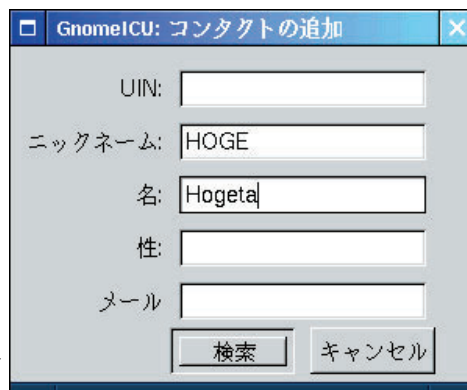 GnomeICU: コンタクトの追加
UIN:
ニックネーム: HOGE
名: Hogeta
性:
メール
検索 キャンセル